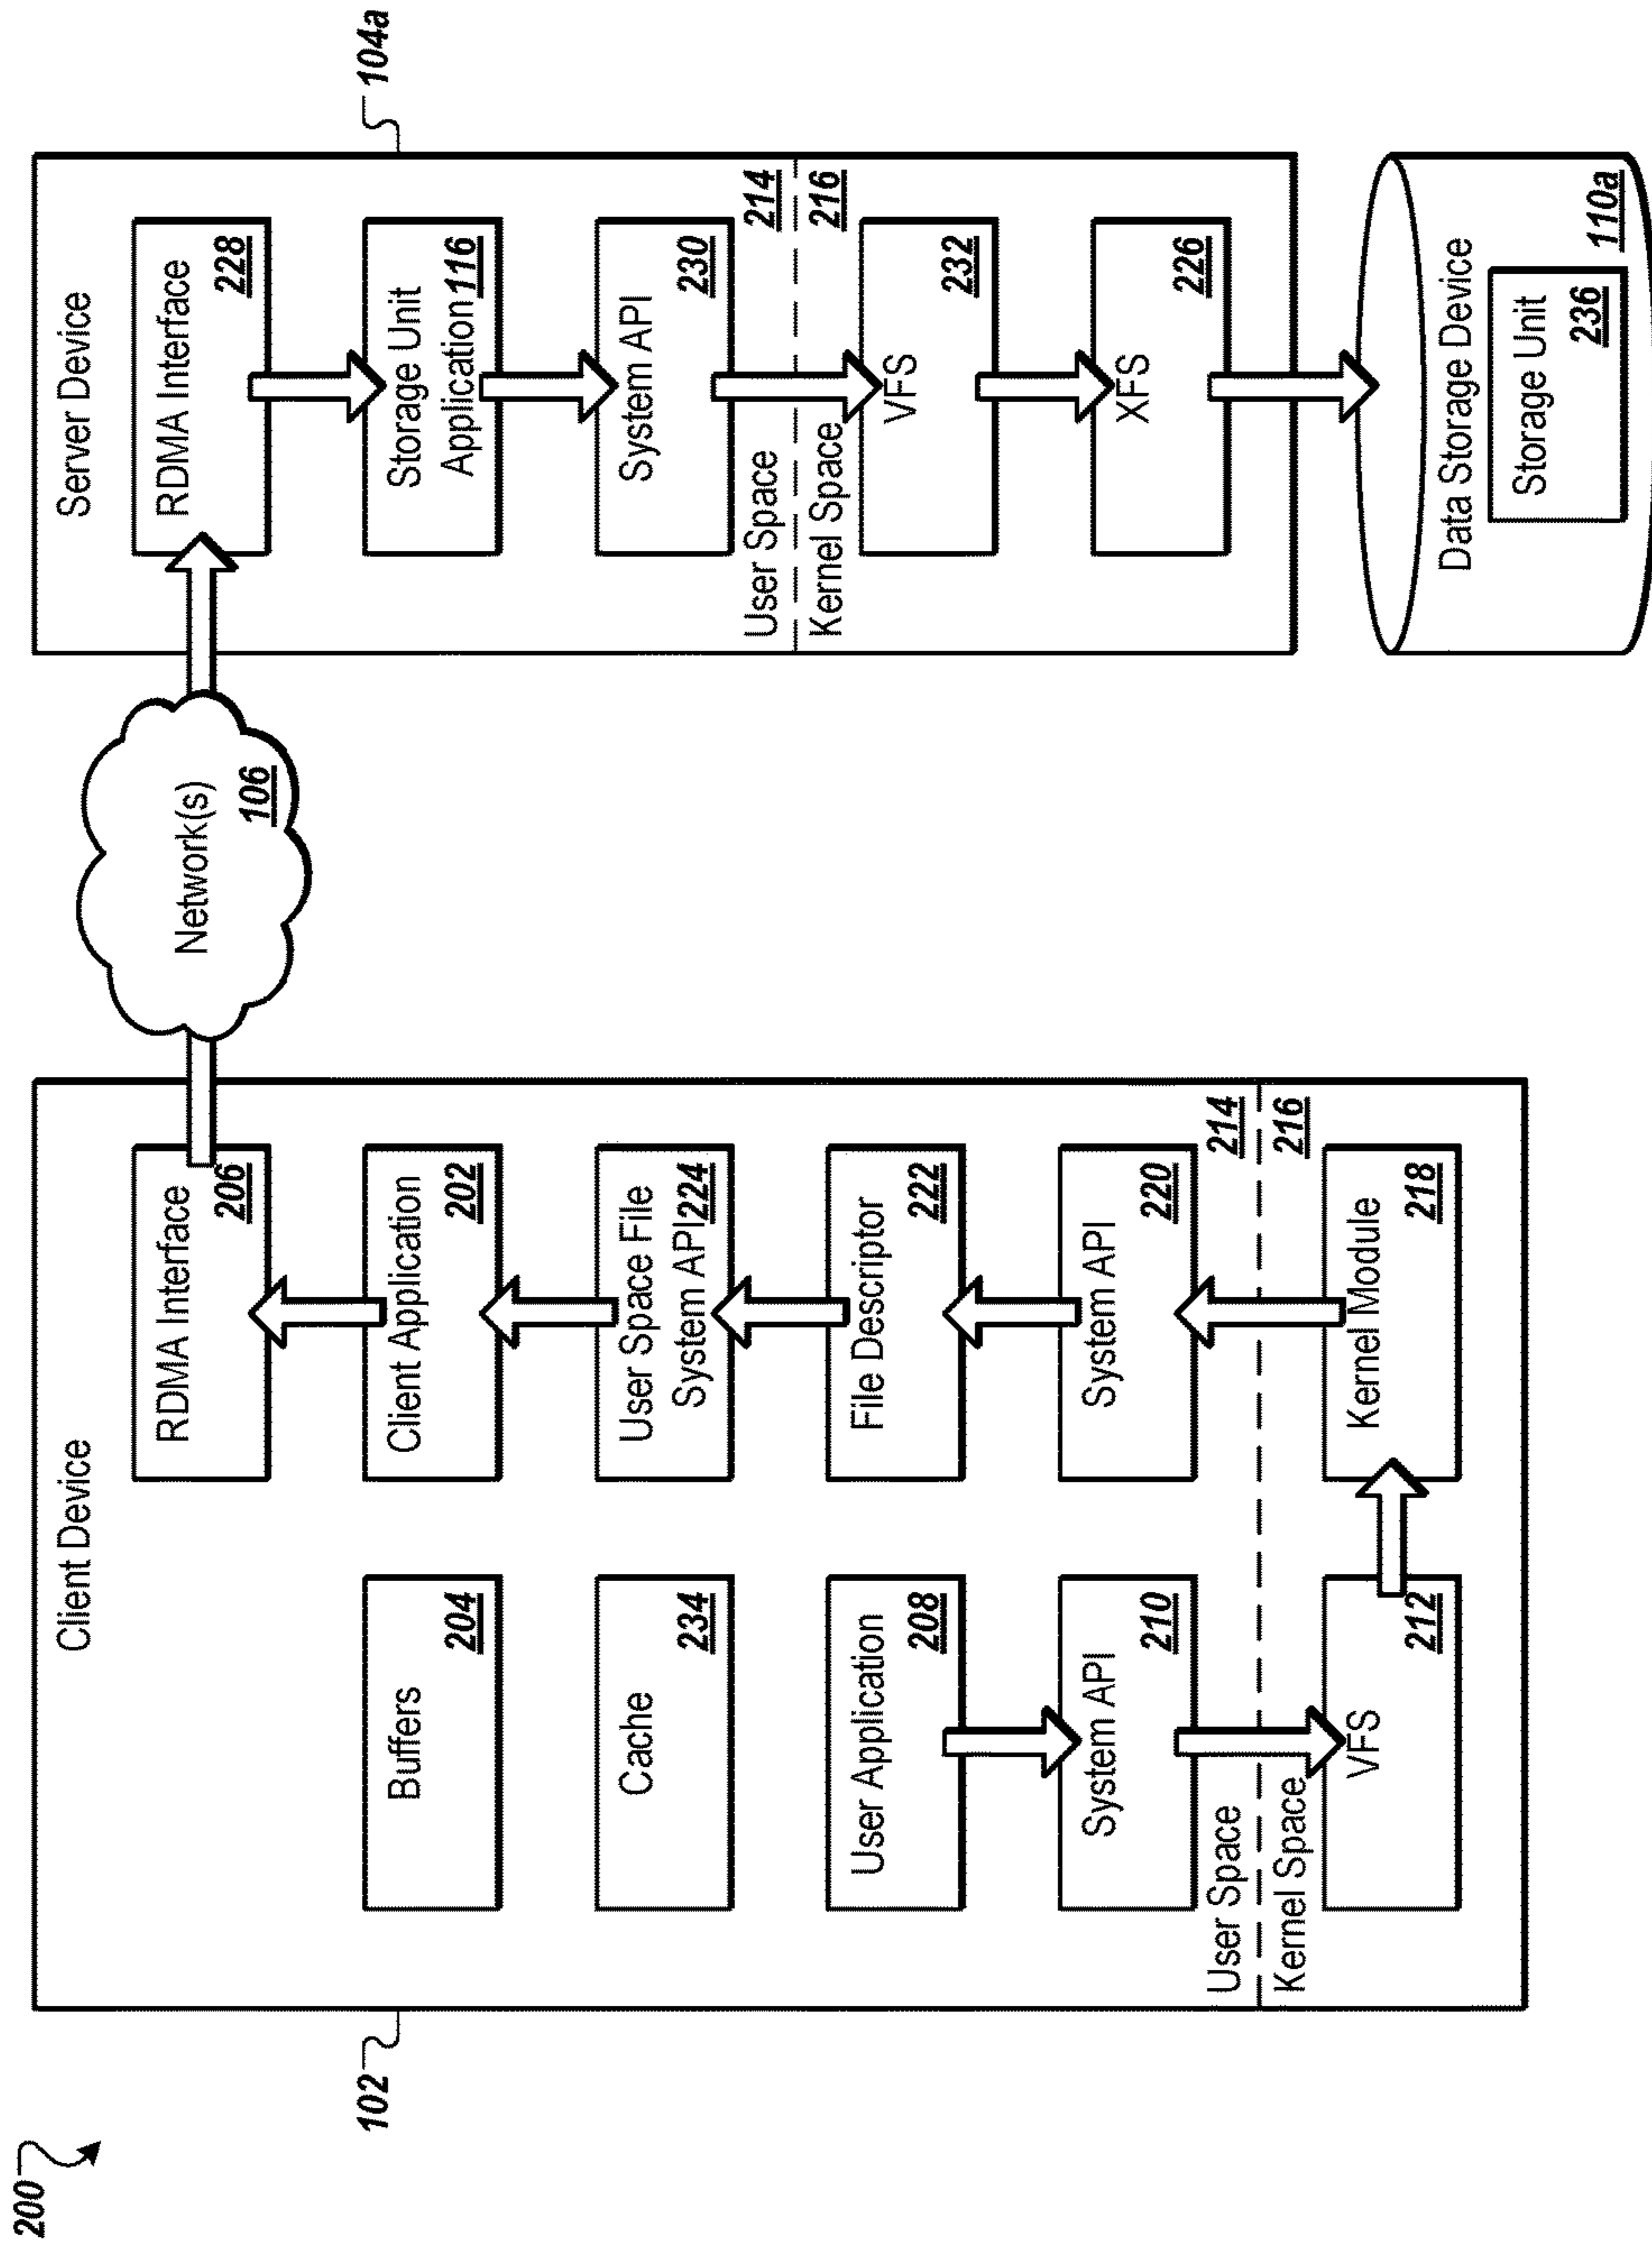 200
102
Client Device
Buffers
204
Cache
234
User Application
208
System API
210
User Space
Kernel Space
VFS
212
RDMA Interface
206
Client Application
202
User Space File
System API 224
File Descriptor
222
System API
220
214
216
Kernel Module
218
Network(s)
106
Server Device
104a
RDMA Interface
228
Storage Unit
Application 116
System API
230
User Space
214
Kernel Space
216
VFS
232
XFS
226
Data Storage Device
Storage Unit
236
110a